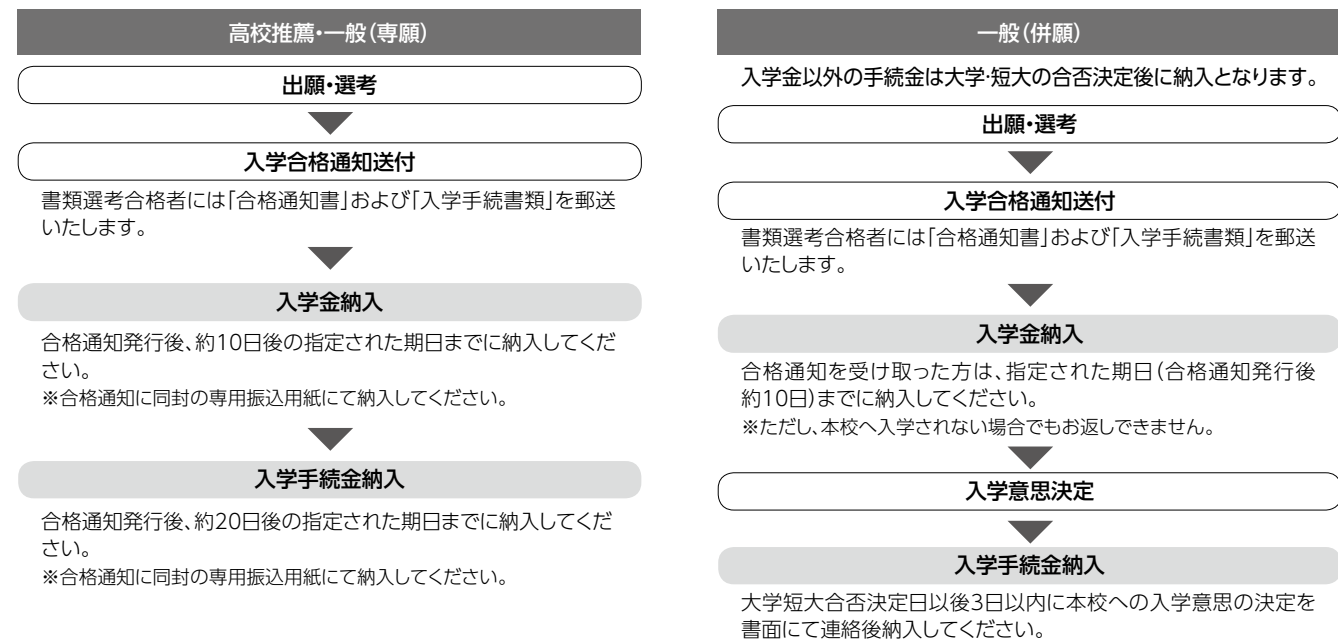 高校推薦・一般（専願）
出願・選考
入学合格通知送付
書類選考合格者には「合格通知書」および「入学手続書類」を郵送
いたします。
入学金納入
合格通知発行後、約10日後の指定された期日までに納入してくだ
さい。
※合格通知に同封の専用振込用紙にて納入してください。
入学手続金納入
合格通知発行後、約20日後の指定された期日までに納入してくだ
さい。
※合格通知に同封の専用振込用紙にて納入してください。
一般（併願）
入学金以外の手続金は大学・短大の合否決定後に納入となります。
出願・選考
入学合格通知送付
書類選考合格者には「合格通知書」および「入学手続書類」を郵送
いたします。
入学金納入
合格通知を受け取った方は、指定された期日（合格通知発行後
約10日）までに納入してください。
※ただし、本校へ入学されない場合でもお返しできません。
入学意思決定
入学手続金納入
大学短大合否決定日以後3日以内に本校への入学意思の決定を
書面にて連絡後納入してください。